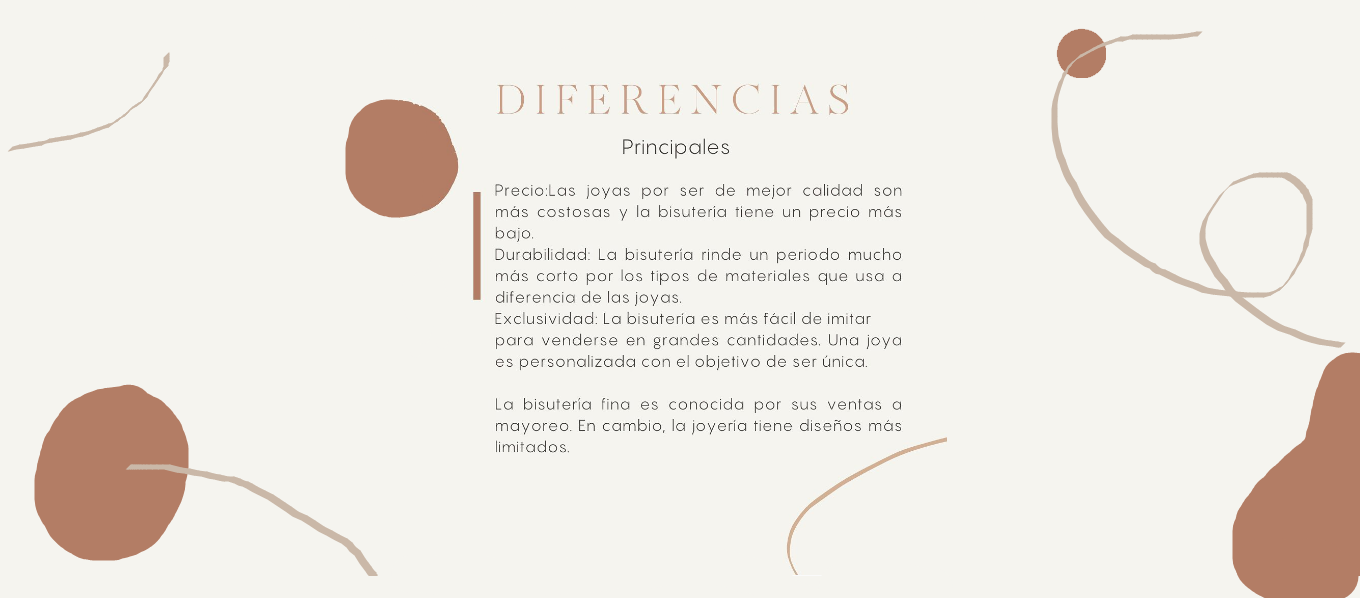 DIFERENCIAS
Principales
Precio:Las joyas por ser de mejor calidad son
más costosas y la bisutería tiene un precio más
bajo.
Durabilidad: La bisutería rinde un periodo mucho
más corto por los tipos de materiales que usa a
diferencia de las joyas.
Exclusividad: La bisutería es más fácil de imitar
para venderse en grandes cantidades. Una joya
es personalizada con el objetivo de ser única.
La bisutería fina es conocida por sus ventas a
mayoreo. En cambio, la joyería tiene diseños más
limitados.